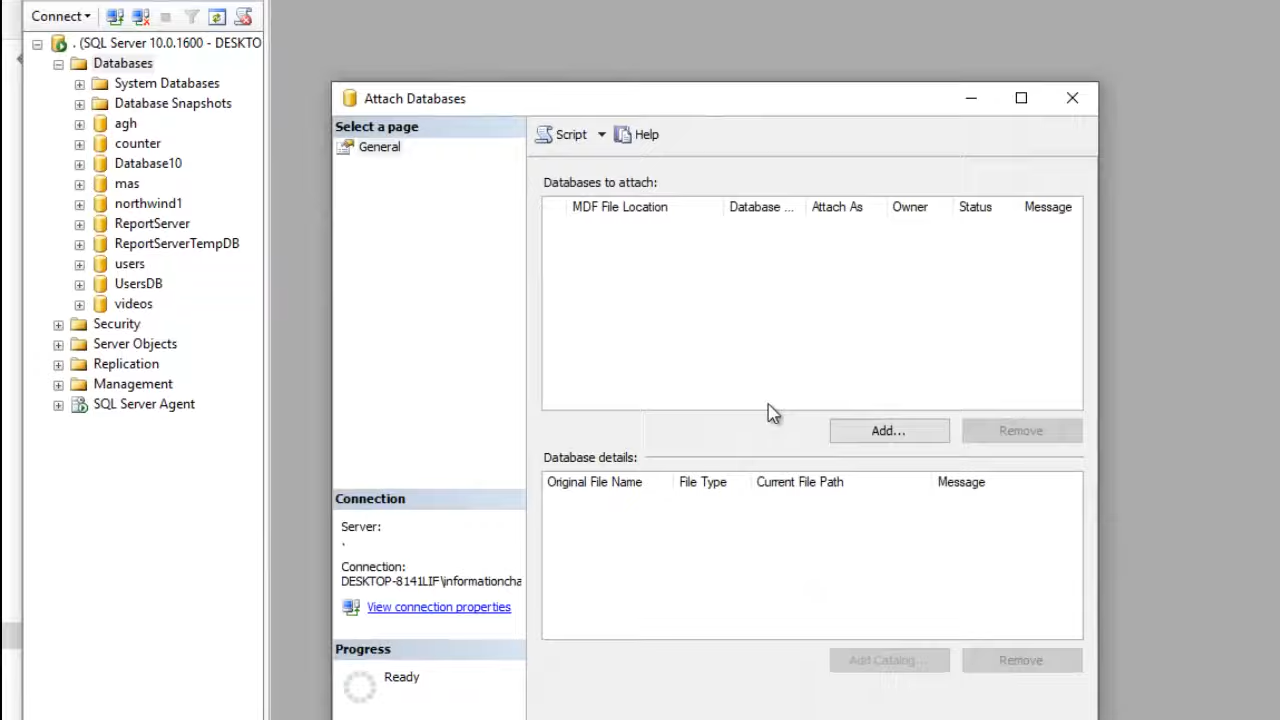 Connect
. (SQL Server 10.0.1600 - DESKTO
Databases
System Databases
Database Snapshots
agh
counter
Database10
mas
northwind1
ReportServer
ReportServerTempDB
users
UsersDB
videos
Security
Server Objects
Replication
Management
SQL Server Agent
Attach Databases
Select a page
General
Script Help
Databases to attach:
MDF File Location Database ... Attach As Owner Status Message
Add... Remove
Database details:
Original File Name File Type Current File Path Message
Add Catalog... Remove
Connection
Server:
.
Connection:
DESKTOP-8141LIF\informationcha
View connection properties
Progress
Ready